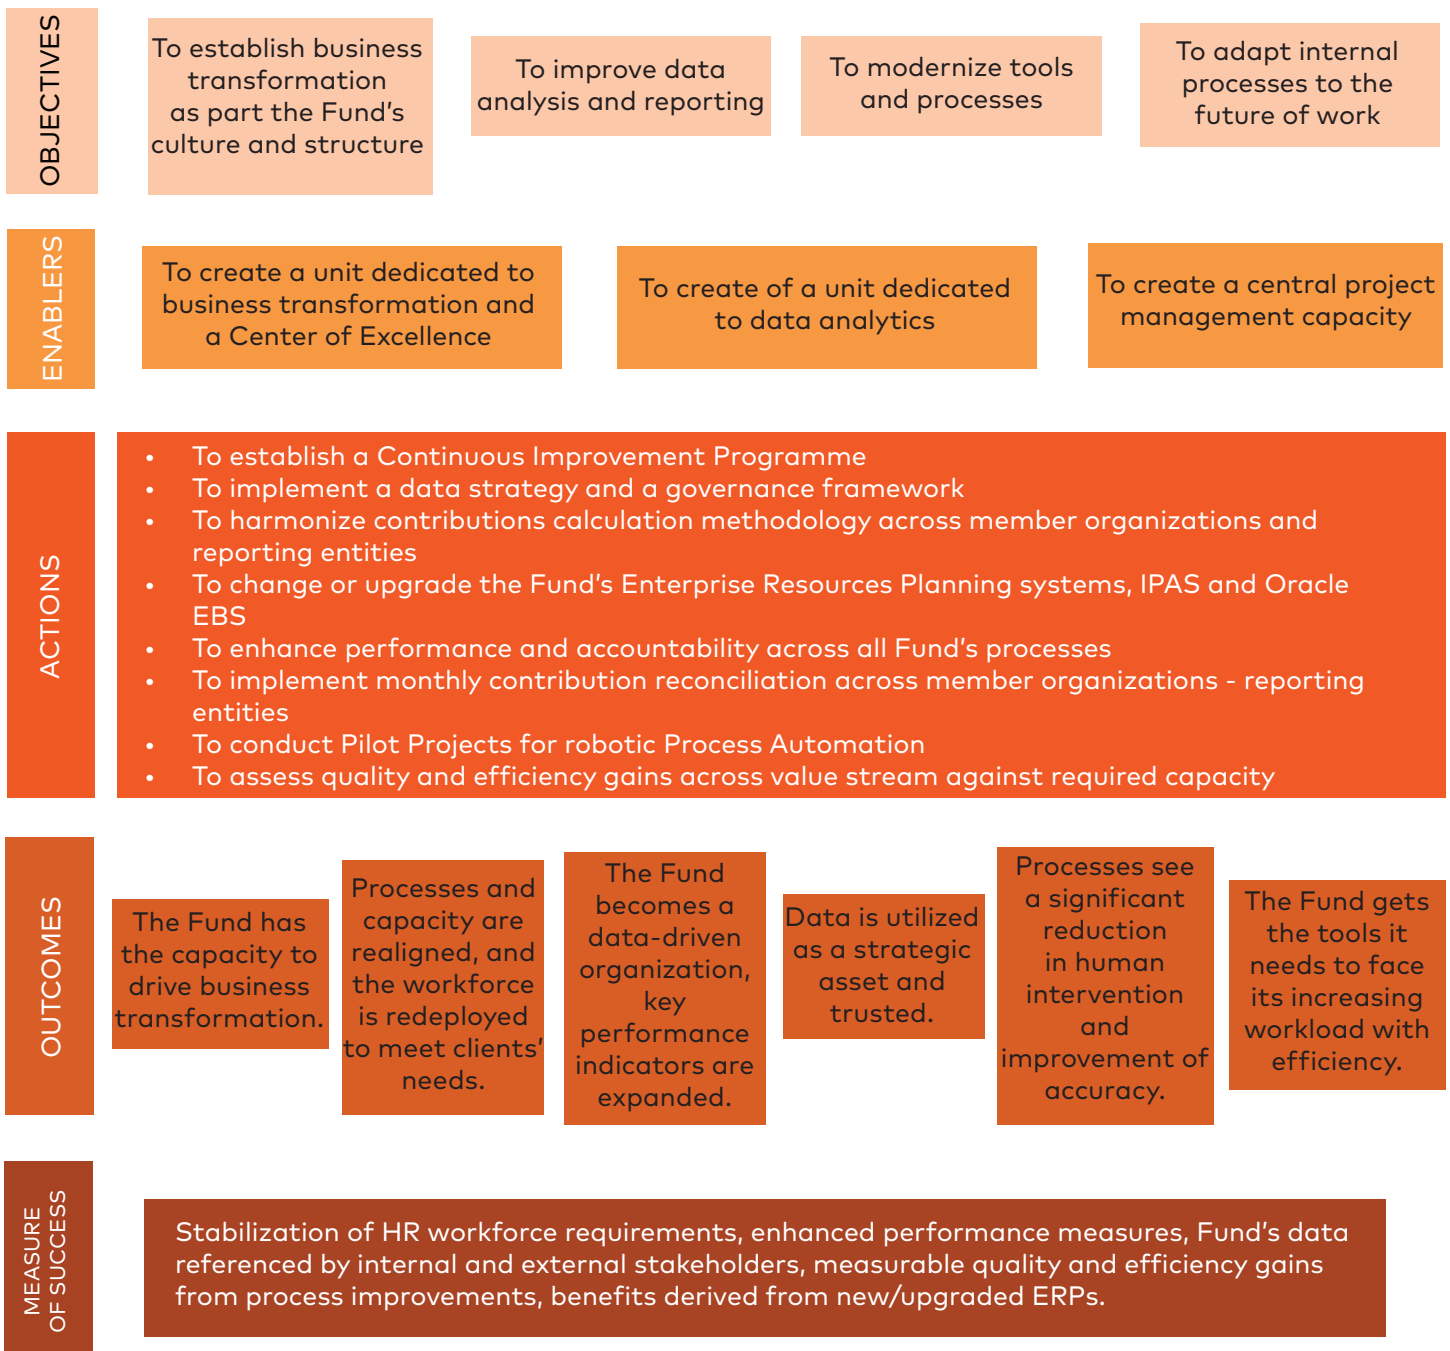 OBJECTIVES
To establish business
transformation
as part the Fund's
culture and structure
To improve data
analysis and reporting
To modernize tools
and processes
To adapt internal
processes to the
future of work
ENABLERS
To create a unit dedicated to
business transformation and
a Center of Excellence
To create of a unit dedicated
to data analytics
To create a central project
management capacity
ACTIONS
• To establish a Continuous Improvement Programme
• To implement a data strategy and a governance framework
• To harmonize contributions calculation methodology across member organizations and
reporting entities
• To change or upgrade the Fund's Enterprise Resources Planning systems, IPAS and Oracle
EBS
• To enhance performance and accountability across all Fund's processes
• To implement monthly contribution reconciliation across member organizations - reporting
entities
• To conduct Pilot Projects for robotic Process Automation
• To assess quality and efficiency gains across value stream against required capacity
OUTCOMES
The Fund has
the capacity to
drive business
transformation.
Processes and
capacity are
realigned, and
the workforce
is redeployed
to meet clients'
needs.
The Fund
becomes a
data-driven
organization,
key
performance
indicators are
expanded.
Data is utilized
as a strategic
asset and
trusted.
Processes see
a significant
reduction
in human
intervention
and
improvement of
accuracy.
The Fund gets
the tools it
needs to face
its increasing
workload with
efficiency.
MEASURE
OF SUCCESS
Stabilization of HR workforce requirements, enhanced performance measures, Fund's data
referenced by internal and external stakeholders, measurable quality and efficiency gains
from process improvements, benefits derived from new/upgraded ERPs.